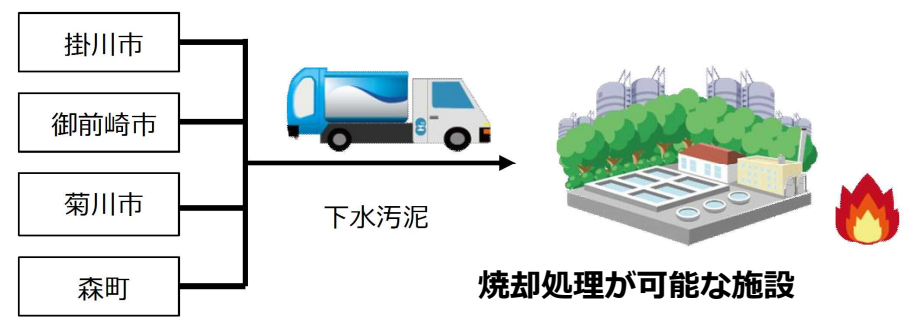 掛川市
御前崎市
菊川市
森町
下水汚泥
焼却処理が可能な施設